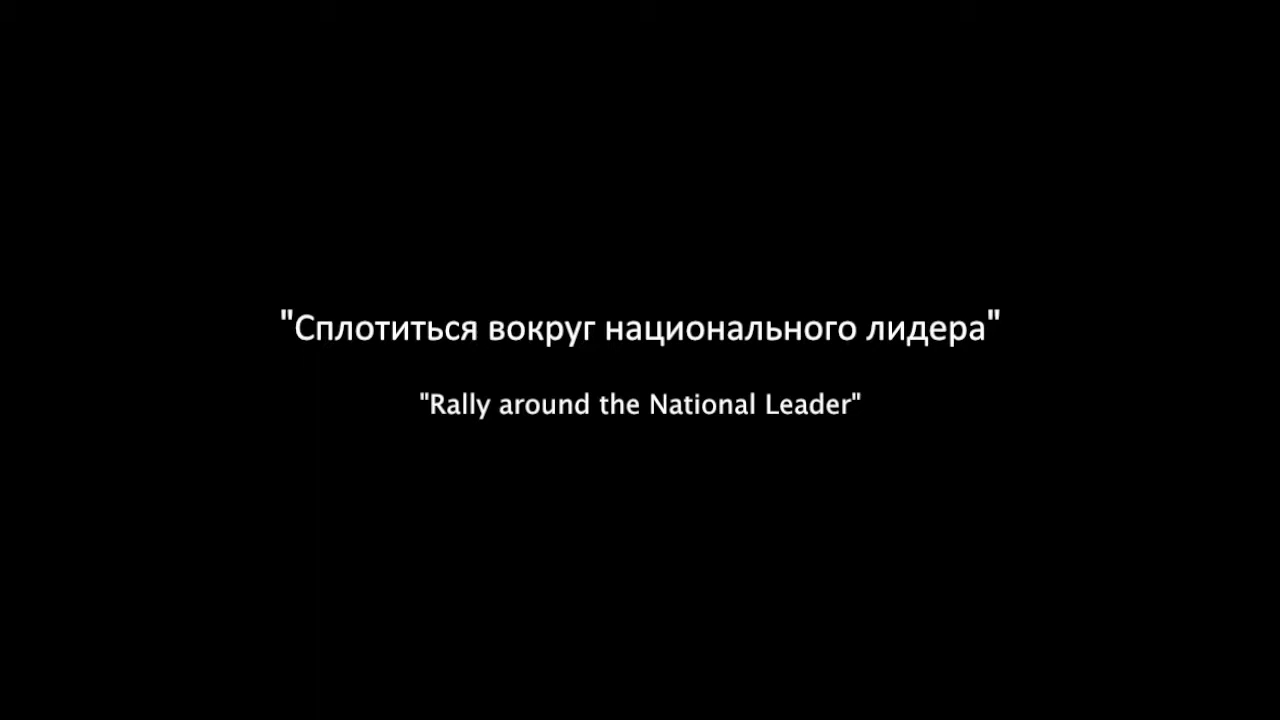 "Сплотиться вокруг национального лидера"
"Rally around the National Leader"